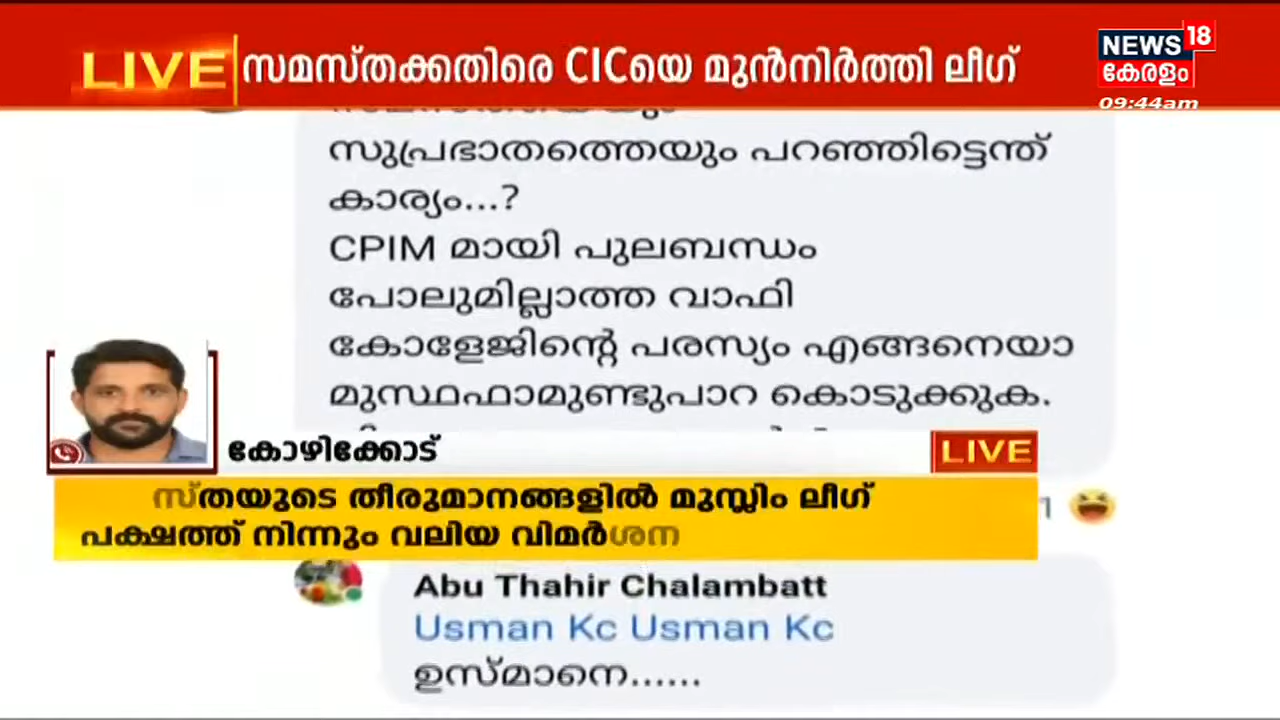 LIVE സമസ്തക്കതിരെ CICയെ മുൻനിർത്തി ലീഗ്
NEWS 18
കേരളം
09:44am
സുപ്രഭാതത്തെയും പറഞ്ഞിട്ടെന്ത്
കാര്യം...?
CPIM മായി പുലബന്ധം
പോലുമില്ലാത്ത വാഫി
കോളേജിന്റെ പരസ്യം എങ്ങനെയാ
മുസ്ഥഫാമുണ്ടുപാറ കൊടുക്കുക.
കോഴിക്കോട്
LIVE
സ്തയുടെ തീരുമാനങ്ങളിൽ മുസ്ലിം ലീഗ്
പക്ഷത്ത് നിന്നും വലിയ വിമർശന
1
Abu Thahir Chalambatt
Usman Kc Usman Kc
ഉസ്മാനെ......